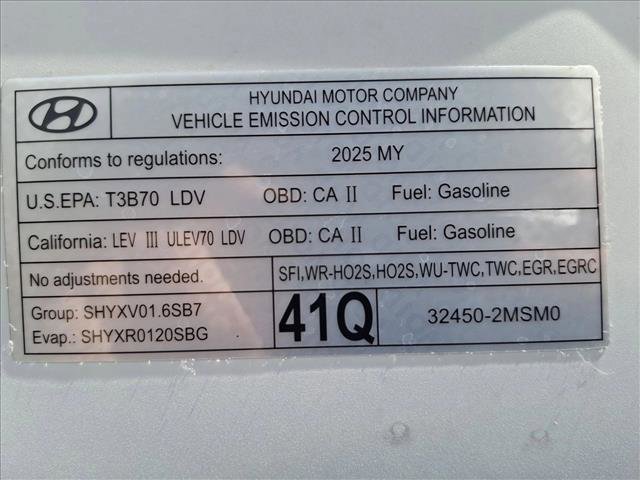 HYUNDAI MOTOR COMPANY
VEHICLE EMISSION CONTROL INFORMATION
Conforms to regulations: 2025 MY
U.S.EPA: T3B70 LDV OBD: CA II Fuel: Gasoline
California: LEV III ULEV70 LDV OBD: CA II Fuel: Gasoline
No adjustments needed. SFI,WR-HO2S,HO2S,WU-TWC,TWC,EGR,EGRC
Group: SHYXV01.6SB7
Evap.: SHYXR0120SBG
41Q
32450-2MSM0